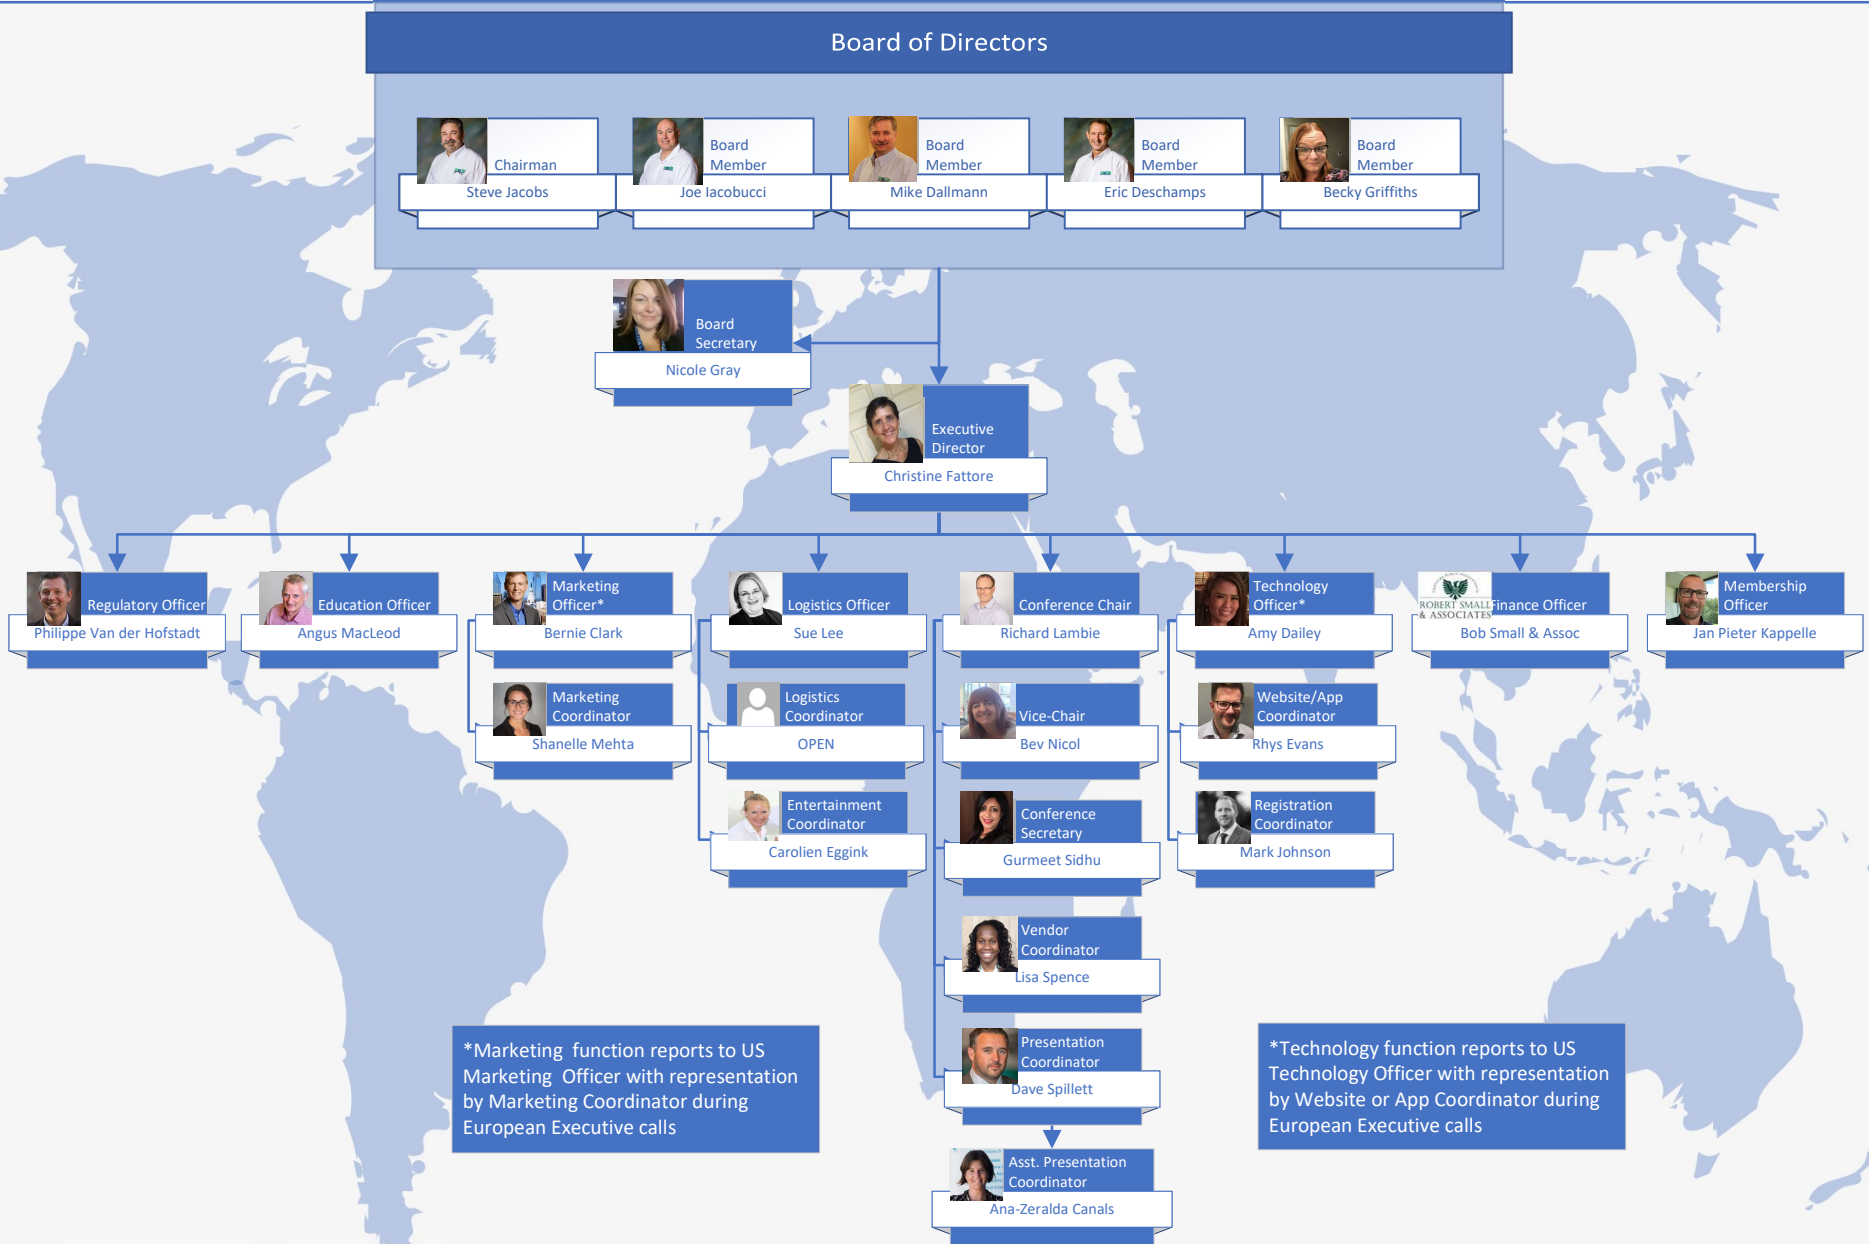 Board of Directors
Chairman
Steve Jacobs
Board
Member
Joe Iacobucci
Board
Member
Mike Dallmann
Board
Member
Eric Deschamps
Board
Member
Becky Griffiths
Board
Secretary
Nicole Gray
Executive
Director
Christine Fattore
Regulatory Officer
Philippe Van der Hofstadt
Education Officer
Angus MacLeod
Marketing
Officer*
Bernie Clark
Logistics Officer
Sue Lee
Conference Chair
Richard Lambie
Technology
Officer*
Amy Dailey
ROBERT SMALL
& ASSOCIATES
Finance Officer
Bob Small & Assoc
Membership
Officer
Jan Pieter Kappelle
Marketing
Coordinator
Shanelle Mehta
Logistics
Coordinator
OPEN
Vice-Chair
Bev Nicol
Website/App
Coordinator
Rhys Evans
Entertainment
Coordinator
Carolien Eggink
Conference
Secretary
Gurmeet Sidhu
Registration
Coordinator
Mark Johnson
Vendor
Coordinator
Lisa Spence
Presentation
Coordinator
Dave Spillett
Asst. Presentation
Coordinator
Ana-Zeralda Canals
*Marketing function reports to US
Marketing Officer with representation
by Marketing Coordinator during
European Executive calls
*Technology function reports to US
Technology Officer with representation
by Website or App Coordinator during
European Executive calls